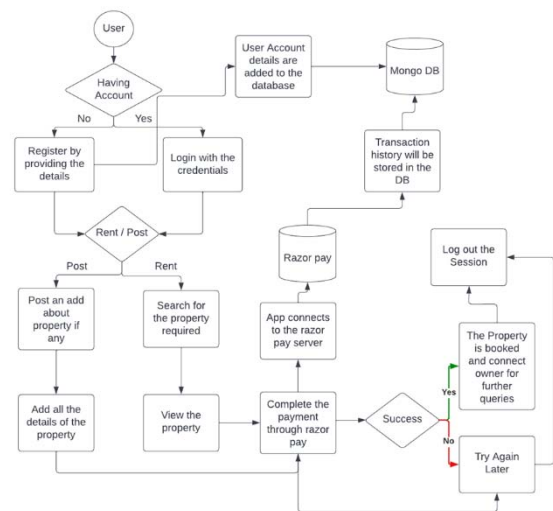 User
User Account
details are
added to the
database
Mongo DB
Having
Account
No
Yes
Register by
providing the
details
Login with the
credentials
Transaction
history will be
stored in the
DB
Rent / Post
Razor pay
Log out the
Session
Post
Rent
Post an add
about
property if
any
Search for
the property
required
App connects
to the razor
pay server
The Property
is booked
and connect
owner for
further
queries
Yes
Add all the
details of the
property
View the
property
Complete the
payment
through razor
pay
Success
No
Try Again
Later